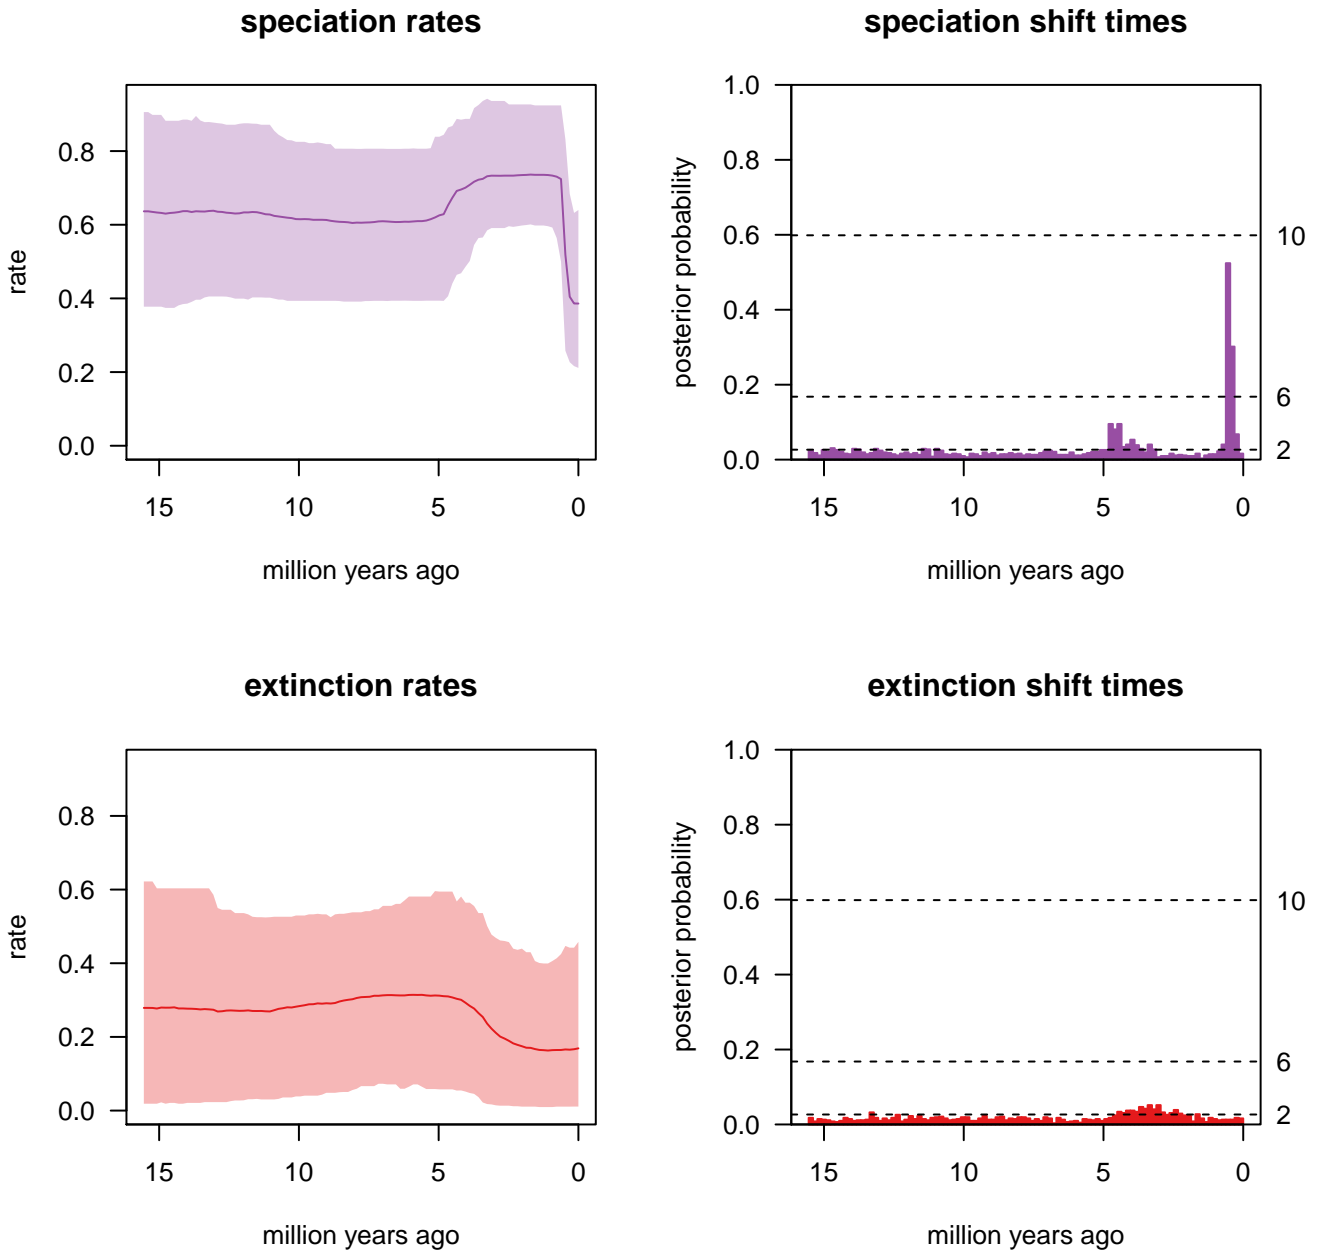 speciation rates
rate
0.8
0.6
0.4
0.2
0.0
15 10 5 0
million years ago
speciation shift times
posterior probability
1.0
0.8
0.6
0.4
0.2
0.0
10
6
2
15 10 5 0
million years ago
extinction rates
rate
0.8
0.6
0.4
0.2
0.0
15 10 5 0
million years ago
extinction shift times
posterior probability
1.0
0.8
0.6
0.4
0.2
0.0
10
6
2
15 10 5 0
million years ago